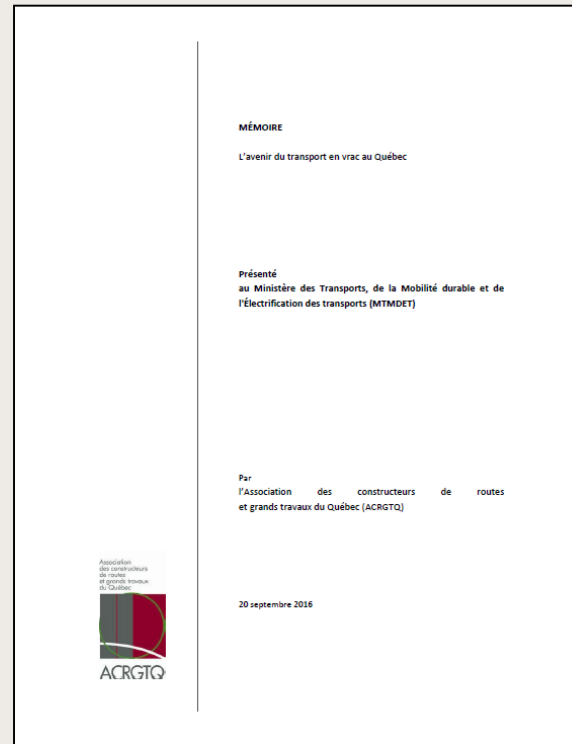 MÉMOIRE
L'avenir du transport en vrac au Québec
Présenté
au Ministère des Transports, de la Mobilité durable et de
l'Électrification des transports (MTMDET)
Par
l'Association des constructeurs de routes
et grands travaux du Québec (ACRGTQ)
Association
des constructeurs
de routes
et grands travaux
du Québec
ACRGTQ
20 septembre 2016